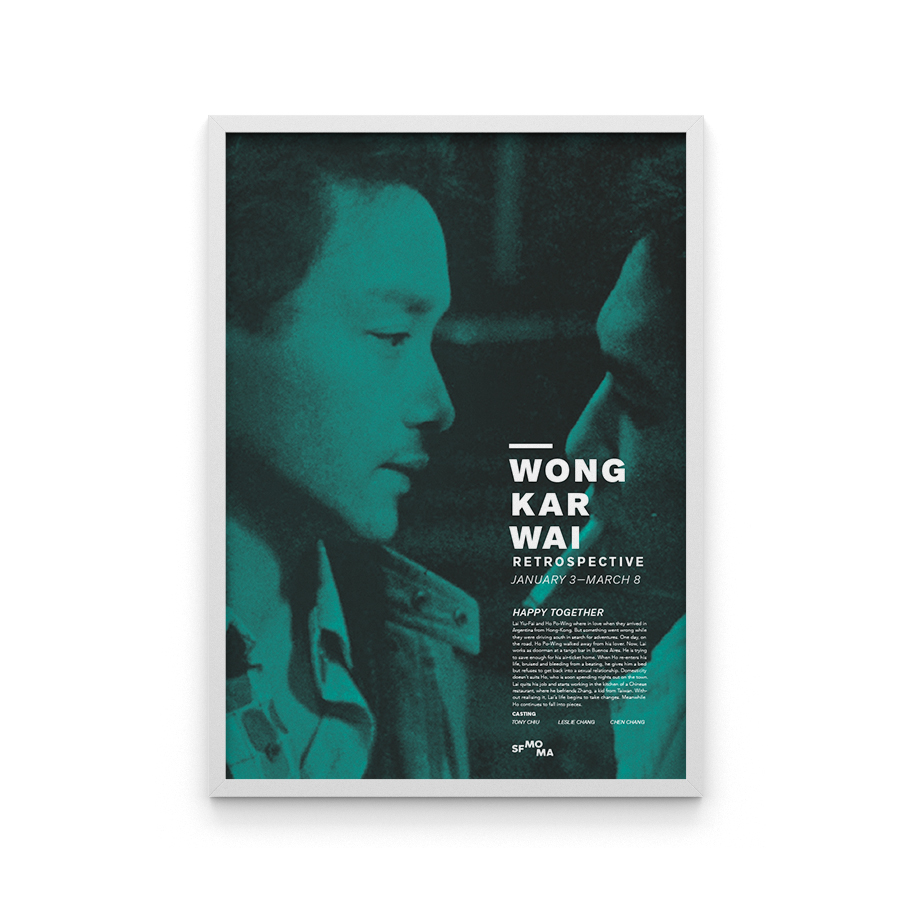 WONG
KAR
WAI
RETROSPECTIVE
JANUARY 3—MARCH 8
HAPPY TOGETHER
Lai Yiu-Fai and Ho Po-Wing where in love when they arrived in
Argentina from Hong-Kong. But something went wrong while
they were driving south in search for adventures. One day, on
the road, Ho Po-Wing walked away from his lover. Now, Lai
works as doorman at a tango bar in Buenos Aires. He is trying
to save enough for his air-ticket home. When Ho re-enters his
life, bruised and bleeding from a beating, he gives him a bed
but refuses to get back into a sexual relationship. Domesticity
doesn't suits Ho, who is soon spending nights out on the town.
Lai quits his job and starts working in the kitchen of a Chinese
restaurant, where he befriends Zhang, a kid from Taiwan. With-
out realising it, Lai's life begins to take changes. Meanwhile
Ho continues to fall into pieces.
CASTING
TONY CHIU LESLIE CHANG CHEN CHANG
SFMOMA